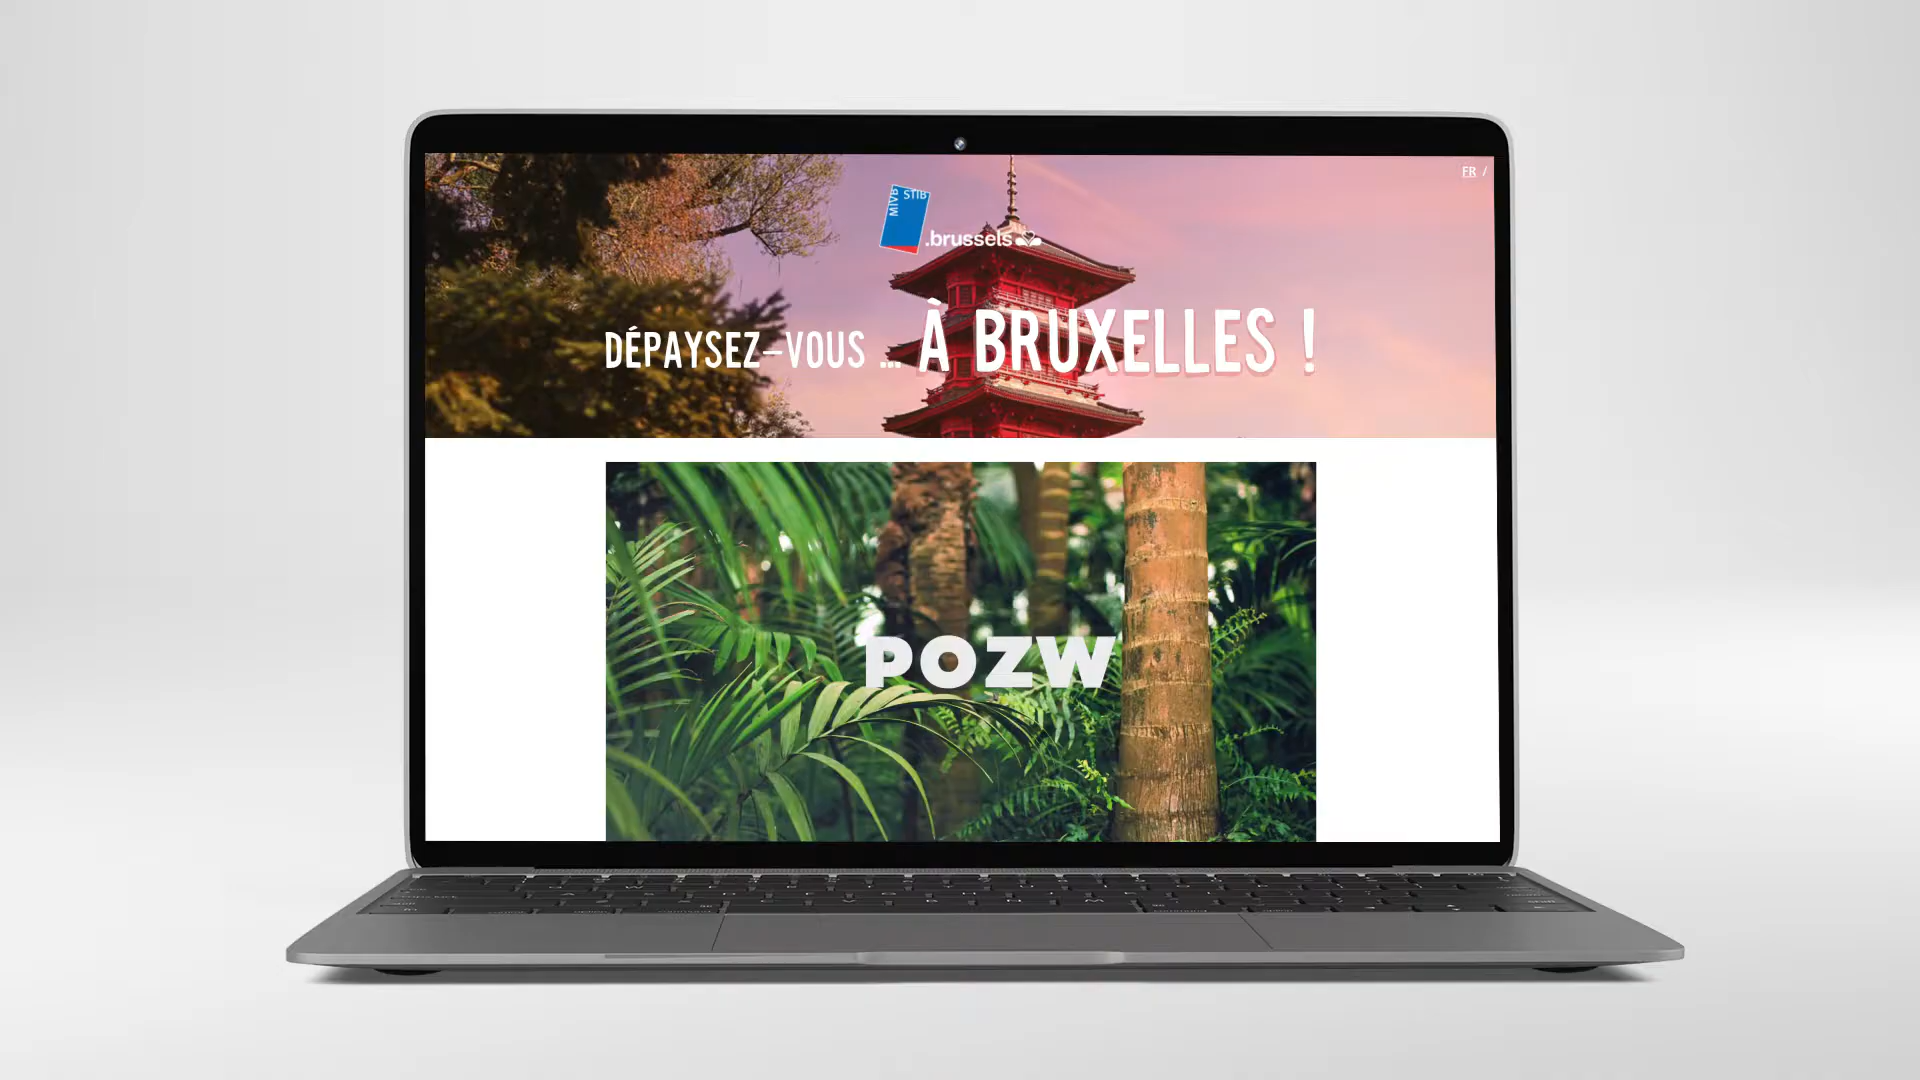 FR /
MIVB STIB
.brussels
DÉPAYSEZ-VOUS ... À BRUXELLES !
POZW